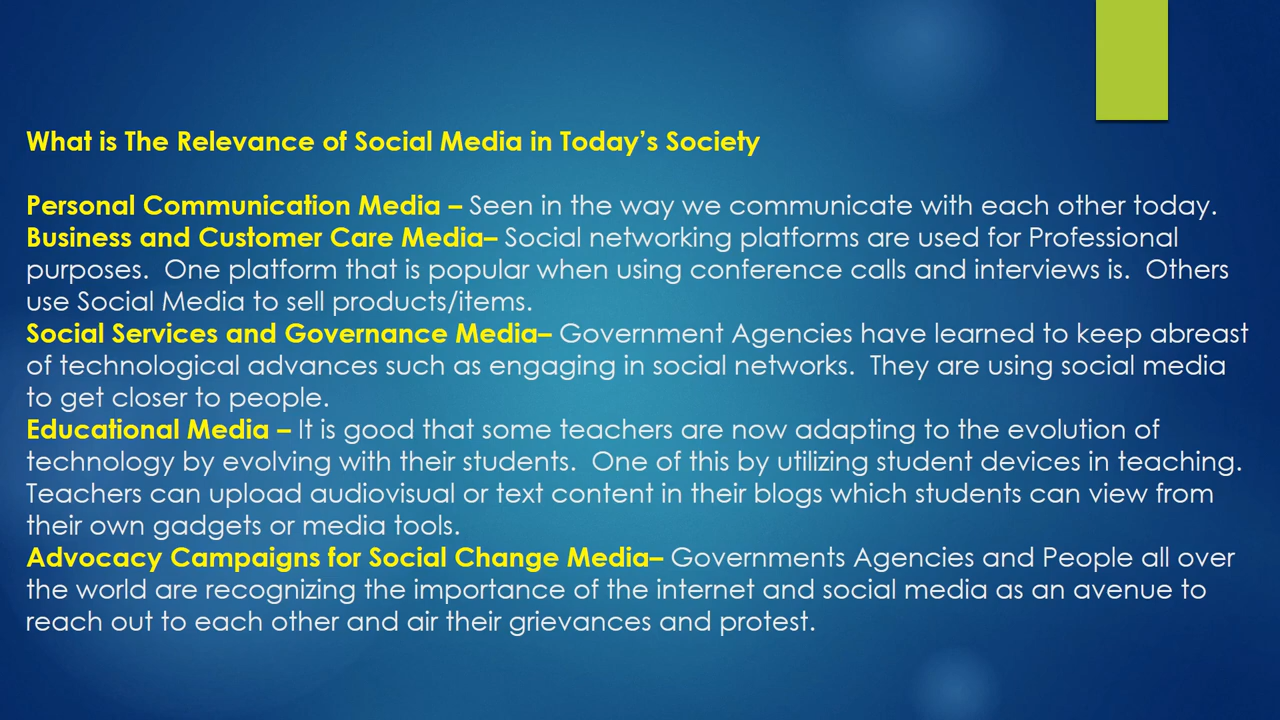 What is The Relevance of Social Media in Today’s Society
Personal Communication Media – Seen in the way we communicate with each other today.
Business and Customer Care Media– Social networking platforms are used for Professional
purposes.  One platform that is popular when using conference calls and interviews is.  Others
use Social Media to sell products/items.
Social Services and Governance Media– Government Agencies have learned to keep abreast
of technological advances such as engaging in social networks.  They are using social media
to get closer to people.
Educational Media – It is good that some teachers are now adapting to the evolution of
technology by evolving with their students.  One of this by utilizing student devices in teaching.
Teachers can upload audiovisual or text content in their blogs which students can view from
their own gadgets or media tools.
Advocacy Campaigns for Social Change Media– Governments Agencies and People all over
the world are recognizing the importance of the internet and social media as an avenue to
reach out to each other and air their grievances and protest.